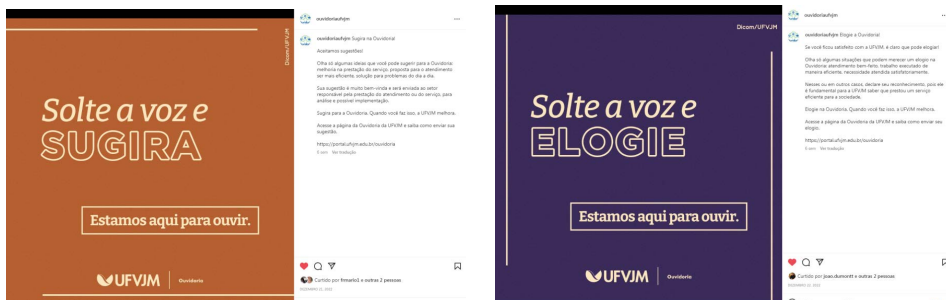 Dicom/UFVJM
Solte a voz e
SUGIRA
Estamos aqui para ouvir.
UFVJM
Ouvidoria
ouvidoriaufvjm
ouvidoriaufvjm Sugira na Ouvidoria!
Aceitamos sugestões!
Olha só algumas ideias que você pode sugerir para a Ouvidoria:
melhoria na prestação do serviço, proposta para o atendimento
ser mais eficiente, solução para problemas do dia a dia.
Sua sugestão é muito bem-vinda e será enviada ao setor
responsável pela prestação do atendimento ou do serviço, para
análise e possível implementação.
Sugira para a Ouvidoria. Quando você faz isso, a UFVJM melhora.
Acesse a página da Ouvidoria da UFVJM e saiba como enviar sua
sugestão.
https://portal.ufvjm.edu.br/ouvidoria
Ver tradução
outras 2 pessoas
Dicom/UFVJM
Solte a voz e
ELOGIE
Estamos aqui para ouvir.
UFVJM
Ouvidoria
ouvidoriaufvjm
ouvidoriaufvjm Elogie a Ouvidoria!
Se você ficou satisfeito com a UFVJM, é claro que pode elogiar!
Olha só algumas situações que podem merecer um elogio na
Ouvidoria: atendimento bem-feito, trabalho executado de
maneira eficiente, necessidade atendida satisfatoriamente.
Nesses ou em outros casos, declare seu reconhecimento, pois ele
é fundamental para a UFVJM saber que prestou um serviço
eficiente para a sociedade.
Elogie na Ouvidoria. Quando você faz isso, a UFVJM melhora.
Acesse a página da Ouvidoria da UFVJM e saiba como enviar seu
elogio.
https://portal.ufvjm.edu.br/ouvidoria
Ver tradução
Curtido por joao.dumontt e outras 2 pessoas